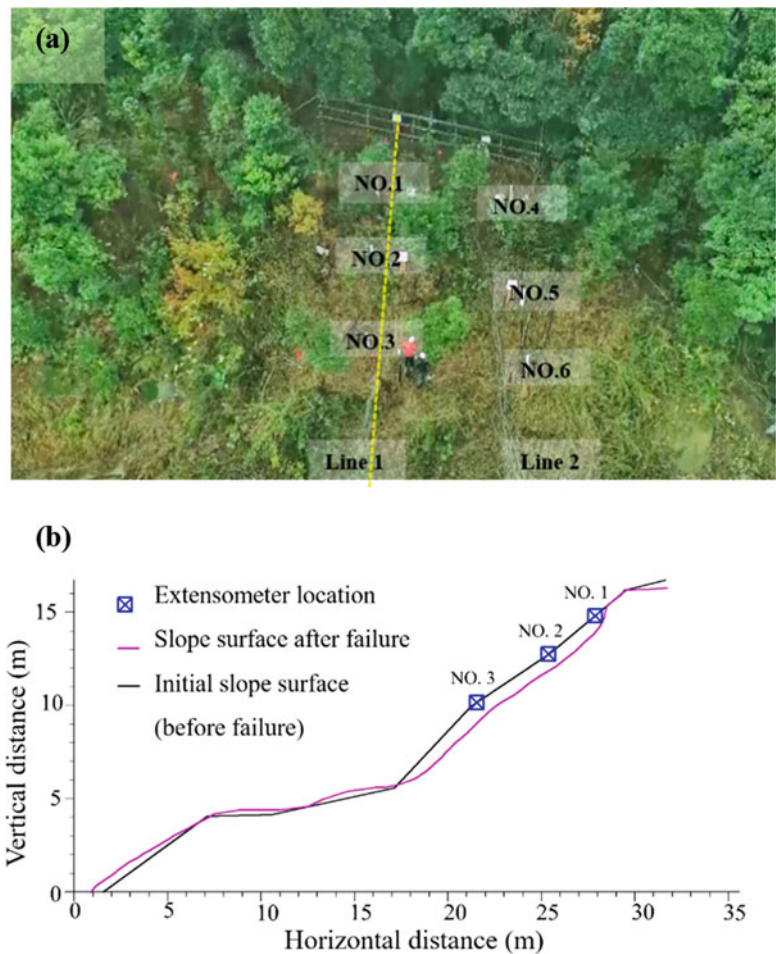 (a)
NO.1
NO.4
NO.2
NO.5
NO.3
NO.6
Line 1
Line 2
(b)
Extensometer location
Slope surface after failure
Initial slope surface
(before failure)
NO. 1
NO. 2
NO. 3
Vertical distance (m)
15
10
5
0
0 5 10 15 20 25 30 35
Horizontal distance (m)